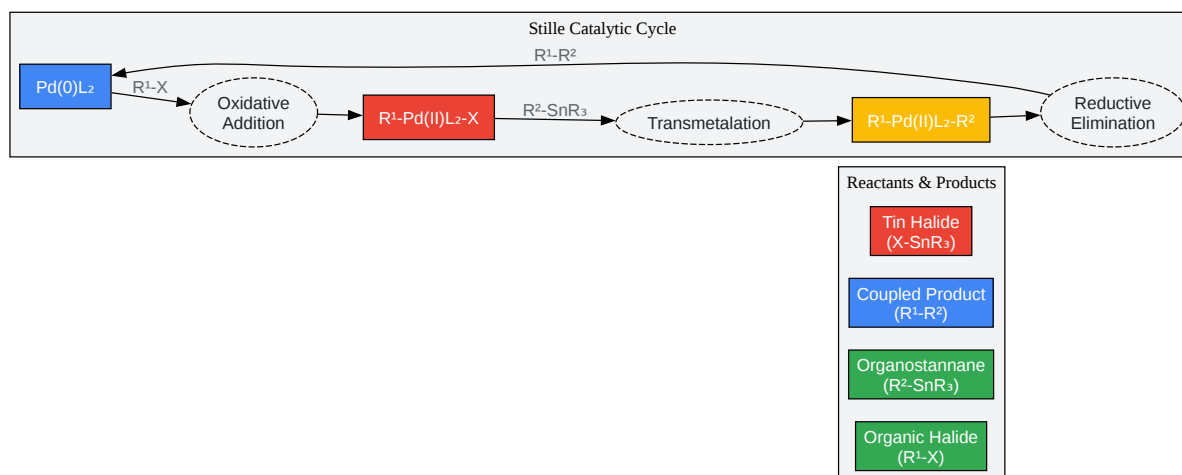 Stille Catalytic Cycle
R¹-R²
Pd(0)L₂
R¹-X
Oxidative
Addition
R¹-Pd(II)L₂-X
R²-SnR₃
Transmetalation
R¹-Pd(II)L₂-R²
Reductive
Elimination
Reactants & Products
Tin Halide
(X-SnR₃)
Coupled Product
(R¹-R²)
Organostannane
(R²-SnR₃)
Organic Halide
(R¹-X)